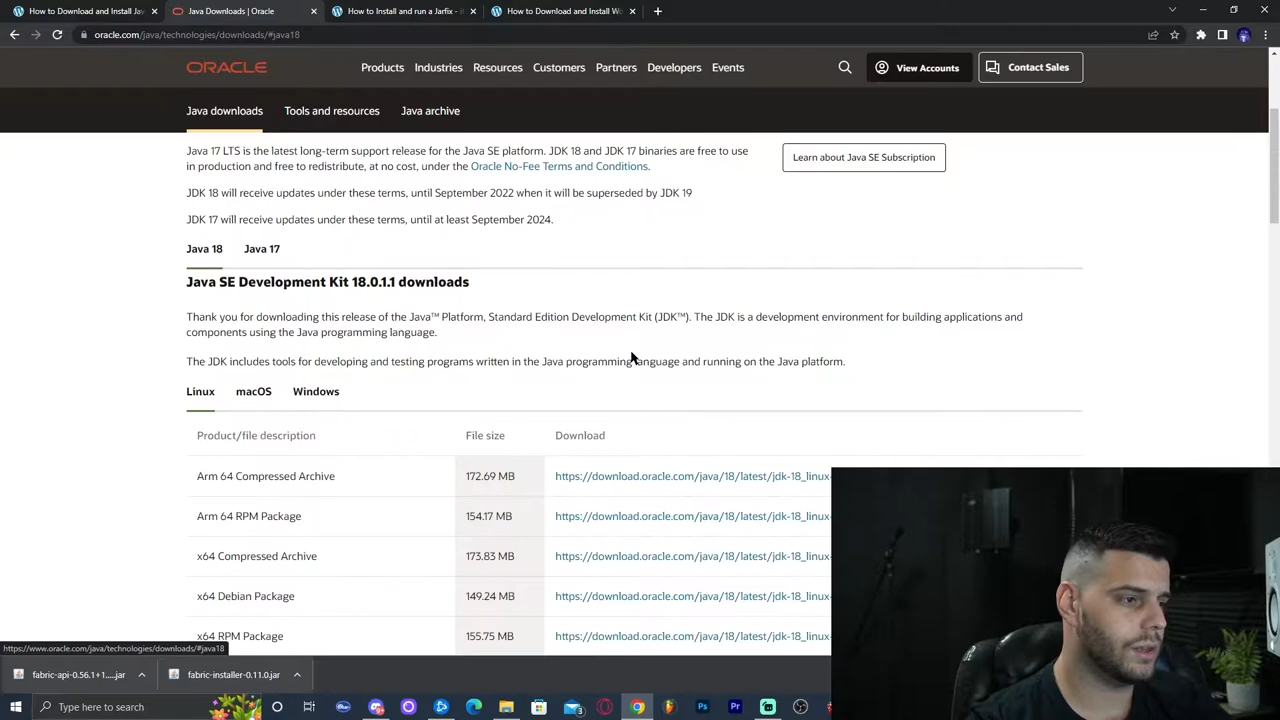 How to Download and Install Jav
Java Downloads | Oracle
How to Install and run a Jarfix -
How to Download and Install W
oracle.com/java/technologies/downloads/#java18
ORACLE
Products
Industries
Resources
Customers
Partners
Developers
Events
View Accounts
Contact Sales
Java downloads
Tools and resources
Java archive
Java 17 LTS is the latest long-term support release for the Java SE platform. JDK 18 and JDK 17 binaries are free to use
in production and free to redistribute, at no cost, under the Oracle No-Fee Terms and Conditions.
Learn about Java SE Subscription
JDK 18 will receive updates under these terms, until September 2022 when it will be superseded by JDK 19
JDK 17 will receive updates under these terms, until at least September 2024.
Java 18
Java 17
Java SE Development Kit 18.0.1.1 downloads
Thank you for downloading this release of the Java™ Platform, Standard Edition Development Kit (JDK™). The JDK is a development environment for building applications and
components using the Java programming language.
The JDK includes tools for developing and testing programs written in the Java programming language and running on the Java platform.
Linux
macOS
Windows
Product/file description
File size
Download
Arm 64 Compressed Archive
172.69 MB
https://download.oracle.com/java/18/latest/jdk-18_linux-
Arm 64 RPM Package
154.17 MB
https://download.oracle.com/java/18/latest/jdk-18_linux-
x64 Compressed Archive
173.83 MB
https://download.oracle.com/java/18/latest/jdk-18_linux-
x64 Debian Package
149.24 MB
https://download.oracle.com/java/18/latest/jdk-18_linux-
x64 RPM Package
155.75 MB
https://download.oracle.com/java/18/latest/jdk-18_linux-
https://www.oracle.com/java/technologies/downloads/#java18
fabric-api-0.56.1+1....jar
fabric-installer-0.11.0.jar
Type here to search
Ps
Pr